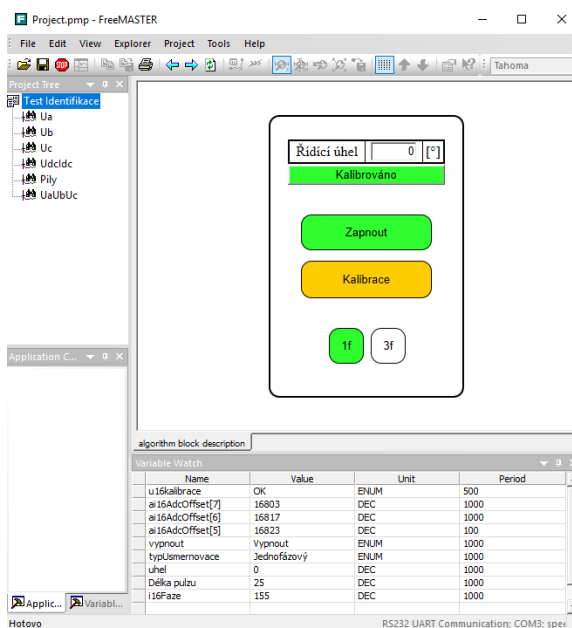 Project.pmp - FreeMASTER
File Edit View Explorer Project Tools Help
Tahoma
Project Tree
Test Identifikace
Ua
Ub
Uc
UdcIdc
Pily
UaUbUc
Řídicí úhel 0 [°]
Kalibrováno
Zapnout
Kalibrace
1f 3f
Application C...
algorithm block description
Variable Watch
Name Value Unit Period
u16kalibrace OK ENUM 500
ai16AdcOffset[7] 16803 DEC 1000
ai16AdcOffset[6] 16817 DEC 1000
ai16AdcOffset[5] 16823 DEC 100
vypnout Vypnout ENUM 1000
typUsmernovace Jednofázový ENUM 1000
uhel 0 DEC 1000
Délka pulzu 25 DEC 1000
i16Faze 155 DEC 1000
Applic... Variabl...
Hotovo RS232 UART Communication; COM3; spee